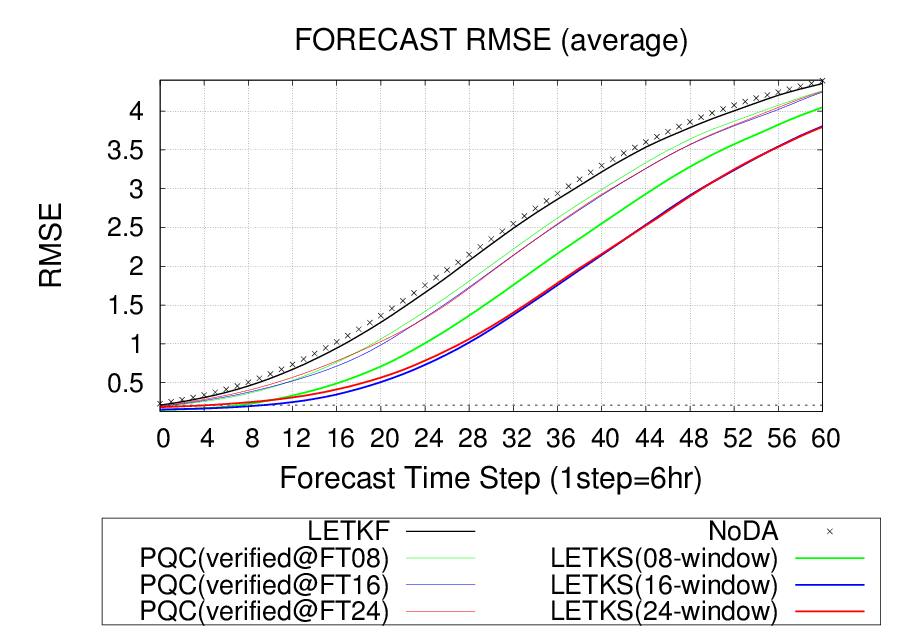 FORECAST RMSE (average)
4
3.5
3
2.5
2
1.5
1
0.5
RMSE
0 4 8 12 16 20 24 28 32 36 40 44 48 52 56 60
Forecast Time Step (1step=6hr)
LETKF NoDA
PQC(verified@FT08) LETKS(08-window)
PQC(verified@FT16) LETKS(16-window)
PQC(verified@FT24) LETKS(24-window)